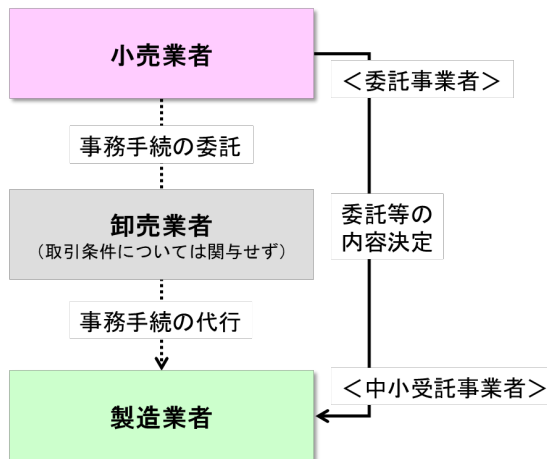 小売業者
＜委託事業者＞
事務手続の委託
卸売業者
（取引条件については関与せず）
委託等の
内容決定
事務手続の代行
＜中小受託事業者＞
製造業者